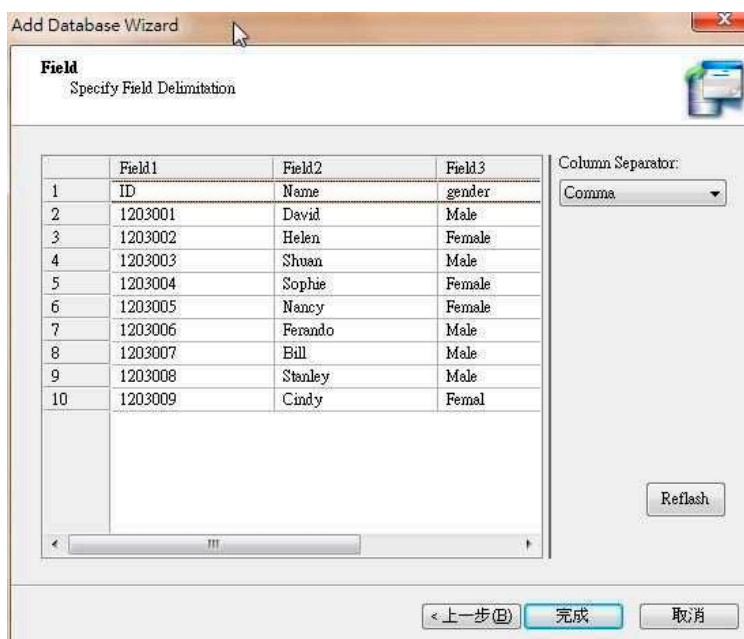 Add Database Wizard
Field
Specify Field Delimitation
Field1 Field2 Field3
1 ID Name gender
2 1203001 David Male
3 1203002 Helen Female
4 1203003 Shuan Male
5 1203004 Sophie Female
6 1203005 Nancy Female
7 1203006 Ferando Male
8 1203007 Bill Male
9 1203008 Stanley Male
10 1203009 Cindy Femal
Column Separator:
Comma
Reflash
<上一步(B)
完成
取消